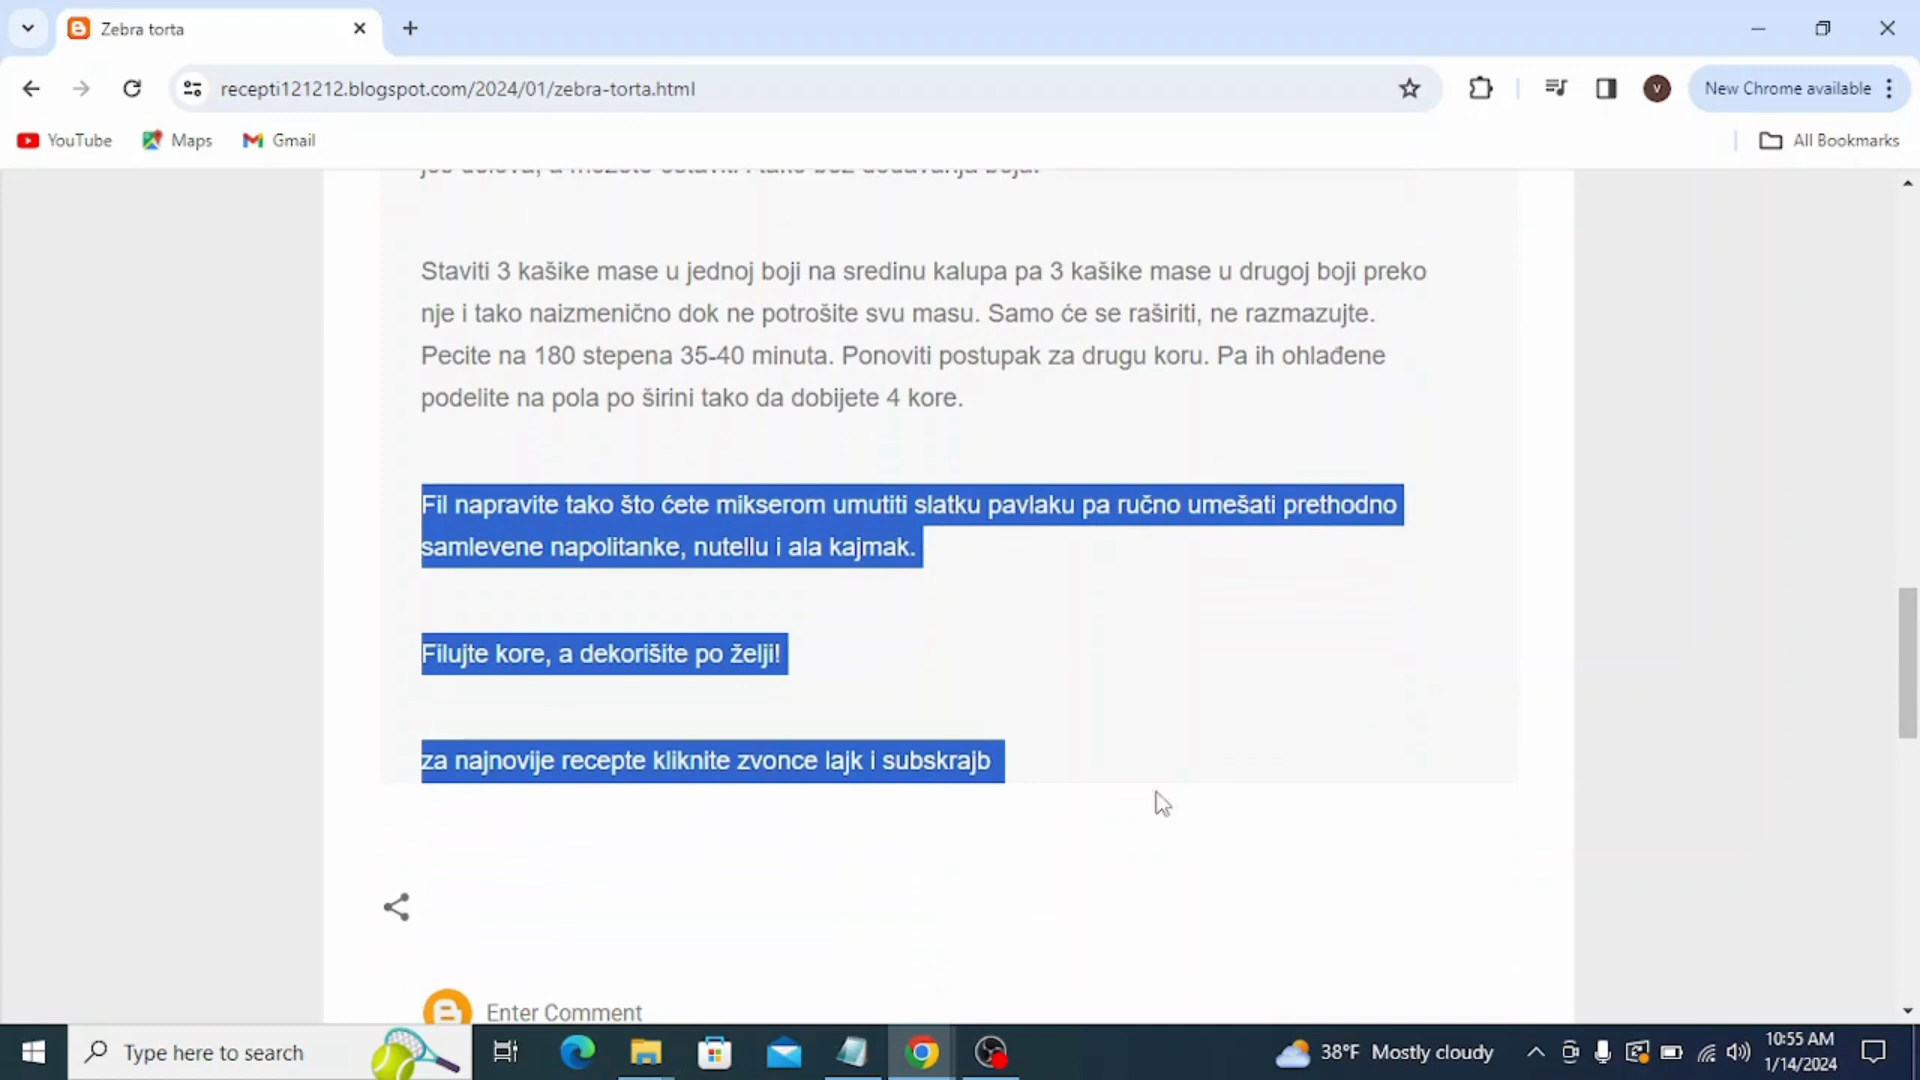 Zebra torta
recepti121212.blogspot.com/2024/01/zebra-torta.html
New Chrome available
YouTube
Maps
Gmail
All Bookmarks
Staviti 3 kašike mase u jednoj boji na sredinu kalupa pa 3 kašike mase u drugoj boji preko
nje i tako naizmenično dok ne potrošite svu masu. Samo će se raširiti, ne razmazujte.
Pecite na 180 stepena 35-40 minuta. Ponoviti postupak za drugu koru. Pa ih ohlađene
podelite na pola po širini tako da dobijete 4 kore.
Fil napravite tako što ćete mikserom umutiti slatku pavlaku pa ručno umešati prethodno
samlevene napolitanke, nutellu i ala kajmak.
Filujte kore, a dekorišite po želji!
za najnovije recepte kliknite zvonce lajk i subskrajb
Enter Comment
Type here to search
38°F Mostly cloudy
10:55 AM
1/14/2024